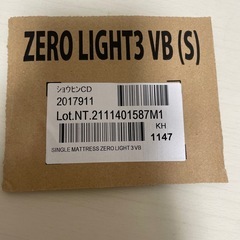 ZERO LIGHT3 VB (S)
ｼｮｳﾋﾝCD
2017911
Lot.NT.2111401587M1
KH
1147
SINGLE MATTRESS ZERO LIGHT 3 VB